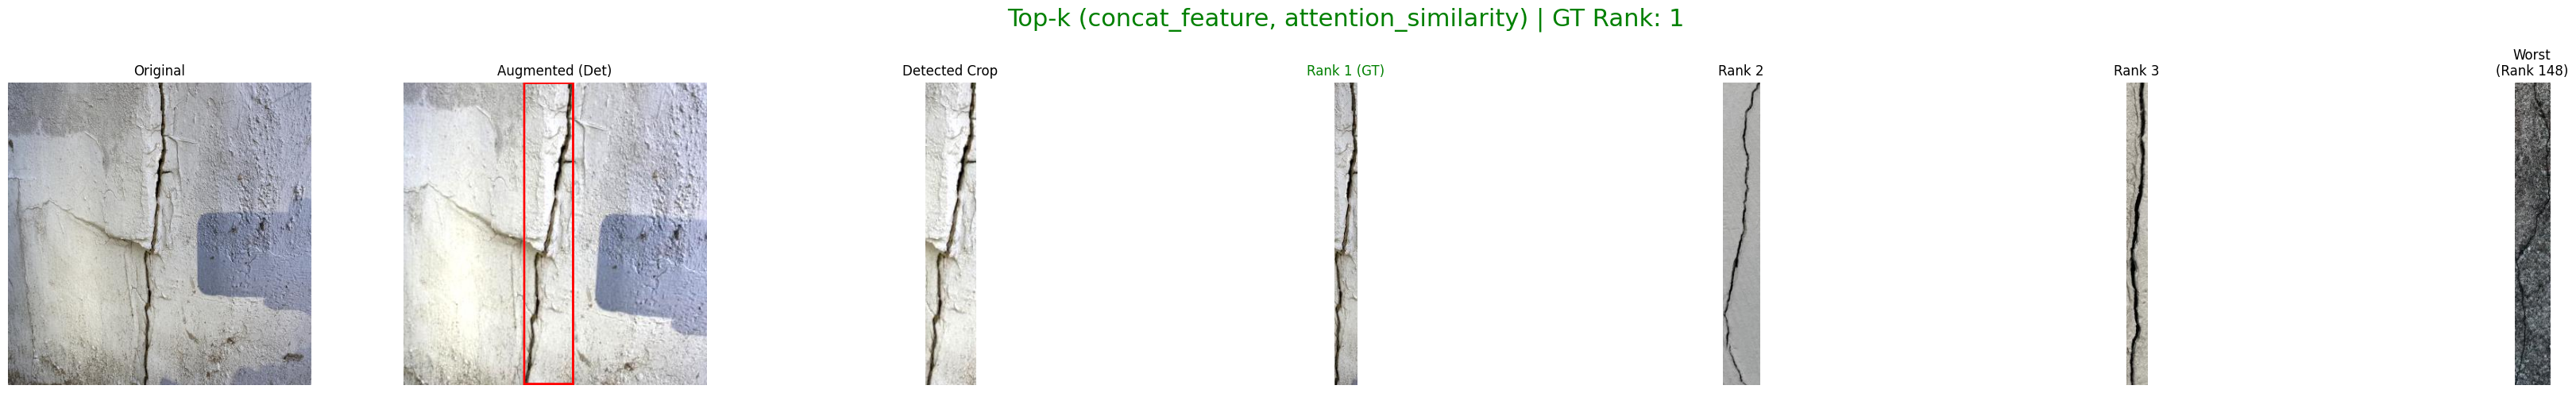 Top-k (concat_feature, attention_similarity) | GT Rank: 1
Original
Augmented (Det)
Detected Crop
Rank 1 (GT)
Rank 2
Rank 3
Worst
(Rank 148)